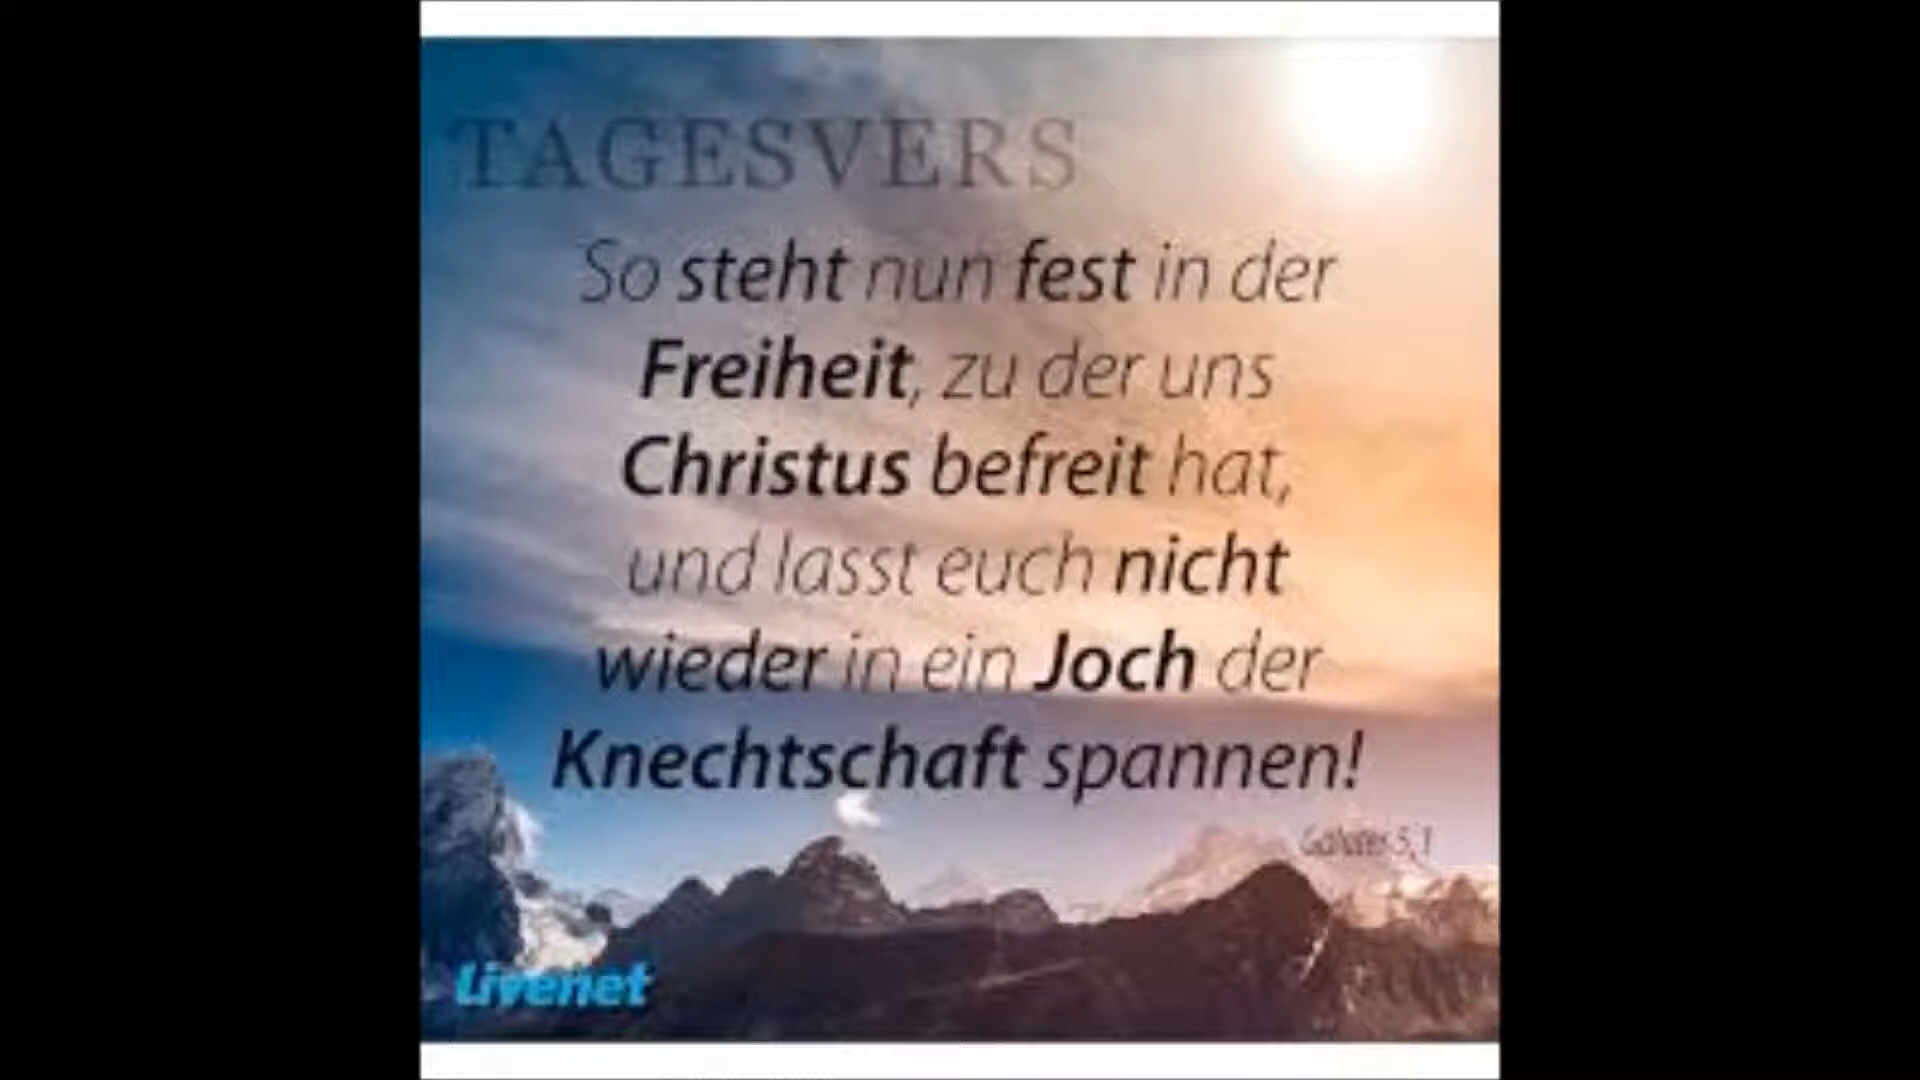 TAGESVERS
So steht nun fest in der
Freiheit, zu der uns
Christus befreit hat,
und lasst euch nicht
wieder in ein Joch der
Knechtschaft spannen!
Galater 5,1
Livenet